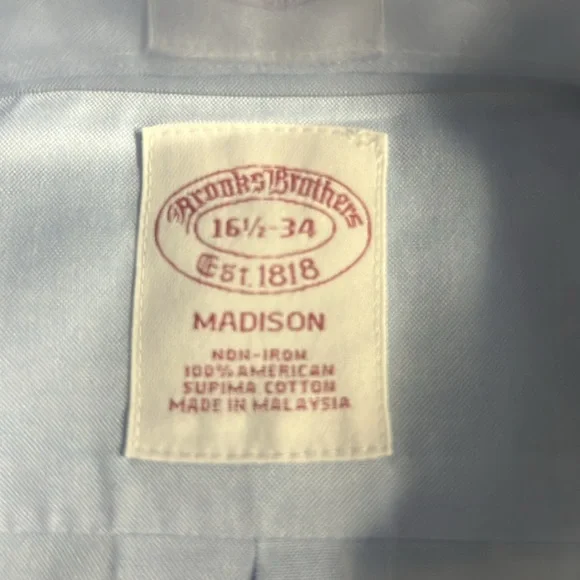 Brooks Brothers
16½-34
Est. 1818
MADISON
NON-IRON
100% AMERICAN
SUPIMA COTTON
MADE IN MALAYSIA